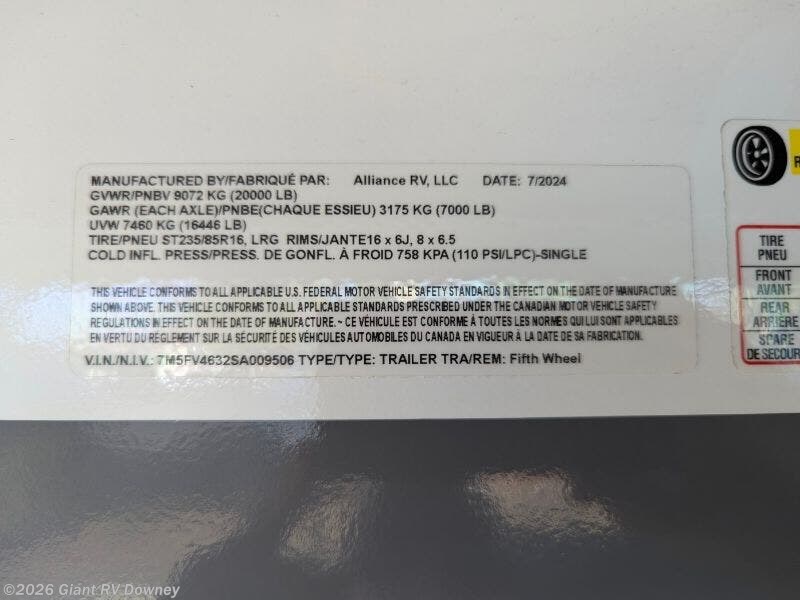 MANUFACTURED BY/FABRIQUÉ PAR: Alliance RV, LLC DATE: 7/2024
GVWR/PNBV 9072 KG (20000 LB)
GAWR (EACH AXLE)/PNBE(CHAQUE ESSIEU) 3175 KG (7000 LB)
UVW 7460 KG (16446 LB)
TIRE/PNEU ST235/85R16, LRG RIMS/JANTE16 x 6J, 8 x 6.5
COLD INFL. PRESS/PRESS. DE GONFL. À FROID 758 KPA (110 PSI/LPC)-SINGLE
THIS VEHICLE CONFORMS TO ALL APPLICABLE U.S. FEDERAL MOTOR VEHICLE SAFETY STANDARDS IN EFFECT ON THE DATE OF MANUFACTURE
SHOWN ABOVE. THIS VEHICLE CONFORMS TO ALL APPLICABLE STANDARDS PRESCRIBED UNDER THE CANADIAN MOTOR VEHICLE SAFETY
REGULATIONS IN EFFECT ON THE DATE OF MANUFACTURE. ~ CE VÉHICULE EST CONFORME À TOUTES LES NORMES QUI LUI SONT APPLICABLES
EN VERTU DU RÈGLEMENT SUR LA SÉCURITÉ DES VÉHICULES AUTOMOBILES DU CANADA EN VIGUEUR À LA DATE DE SA FABRICATION.
V.I.N./N.I.V.: 7M5FV4632SA009506 TYPE/TYPE: TRAILER TRA/REM: Fifth Wheel
TIRE
PNEU
FRONT
AVANT
REAR
ARRIÈRE
SPARE
DE SECOUR
©2026 Giant RV Downey